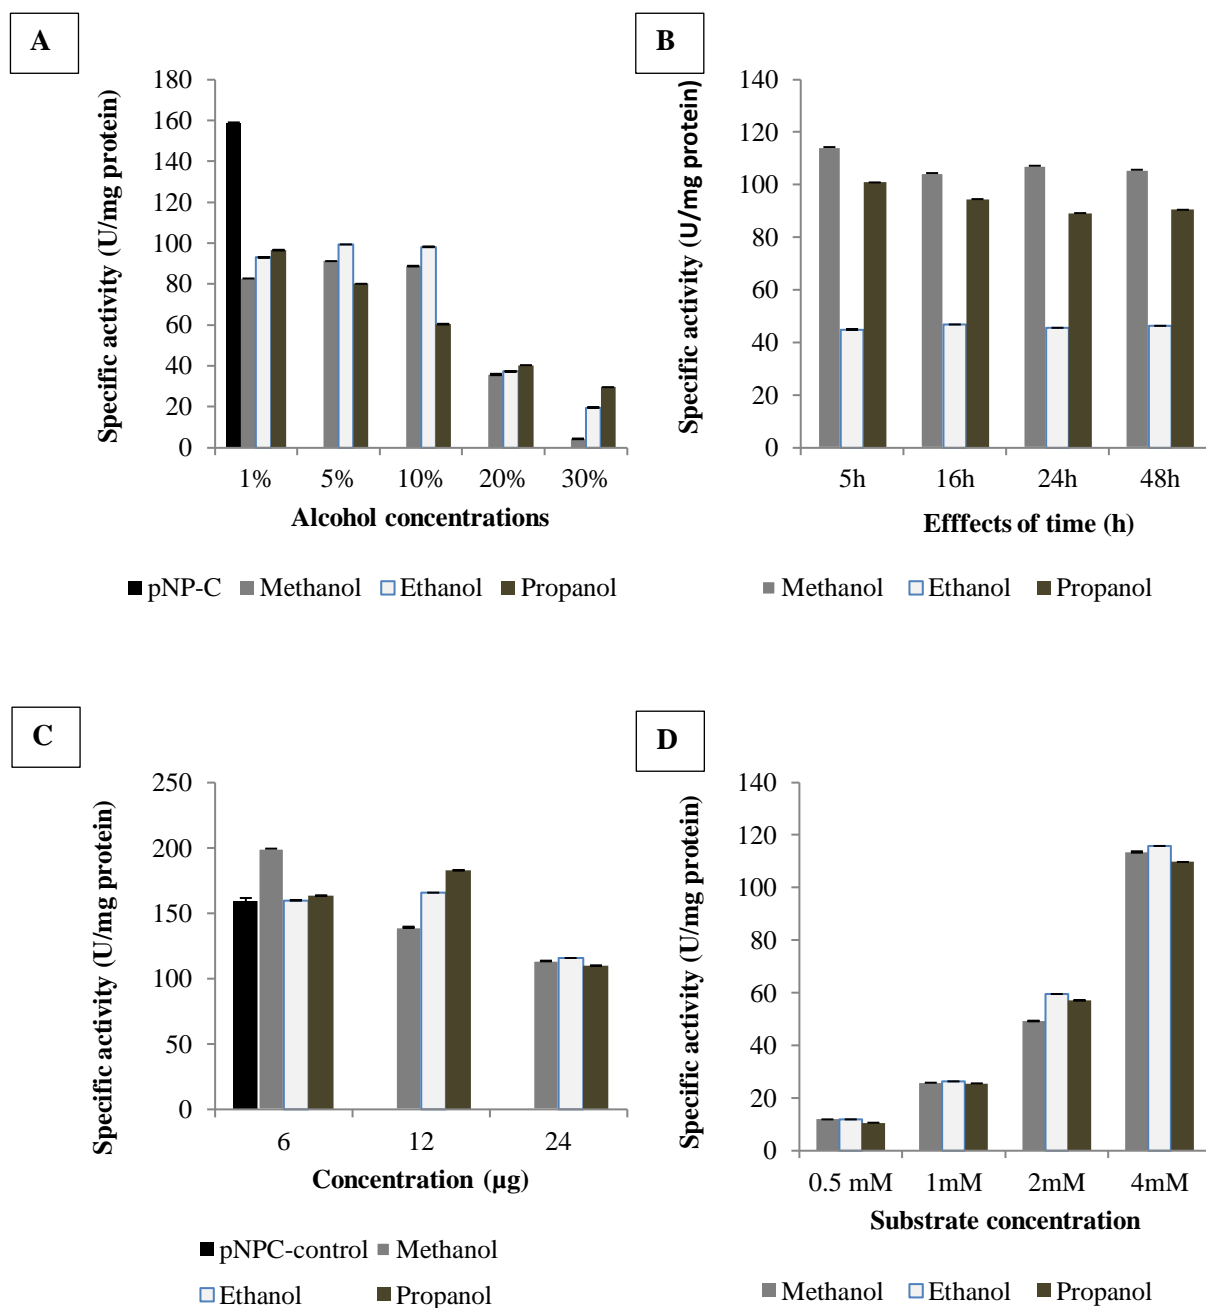 A
Specific activity (U/mg protein)
180
160
140
120
100
80
60
40
20
0
1% 5% 10% 20% 30%
Alcohol concentrations
pNP-C Methanol Ethanol Propanol
B
Specific activity (U/mg protein)
140
120
100
80
60
40
20
0
5h 16h 24h 48h
Efffects of time (h)
Methanol Ethanol Propanol
C
Specific activity (U/mg protein)
250
200
150
100
50
0
6 12 24
Concentration (µg)
pNPC-control Methanol
Ethanol Propanol
D
Specific activity (U/mg protein)
140
120
100
80
60
40
20
0
0.5 mM 1mM 2mM 4mM
Substrate concentration
Methanol Ethanol Propanol